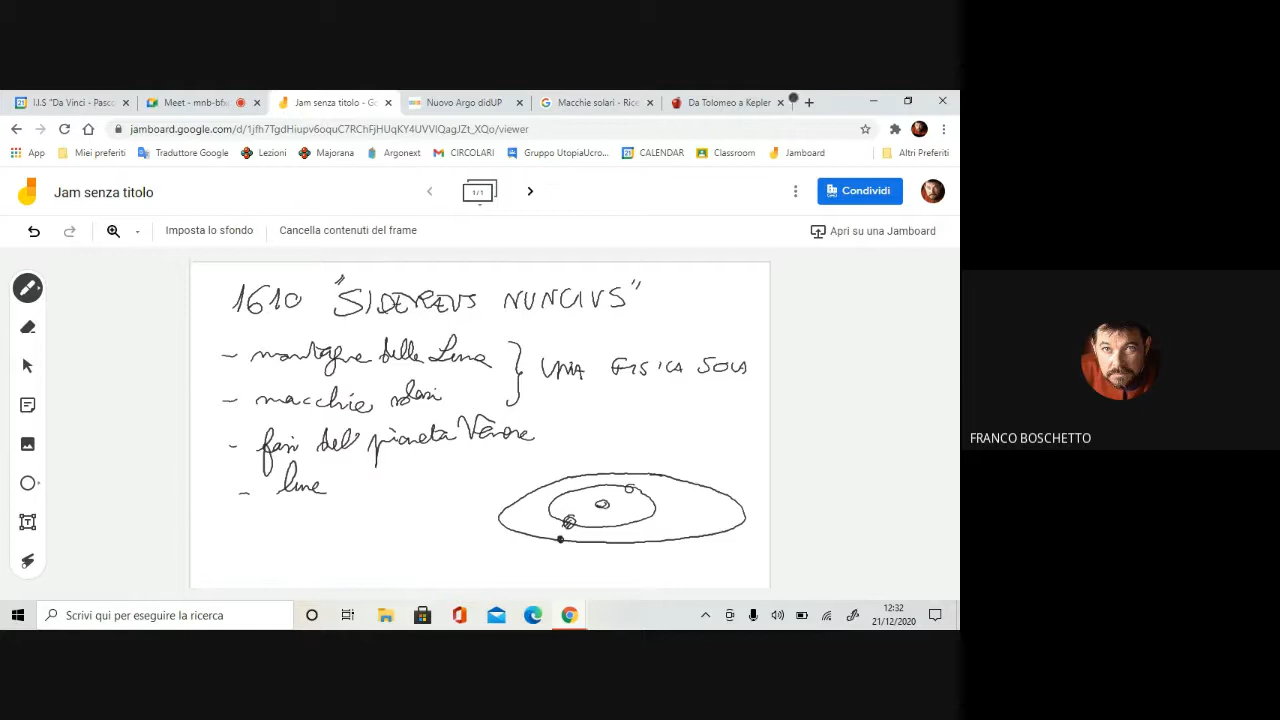 I.I.S "Da Vinci - Pasco
Meet - mnb-bfx
Jam senza titolo - Go
Nuovo Argo didUP
Macchie solari - Rice
Da Tolomeo a Kepler
jamboard.google.com/d/1jfh7TgdHiupv6oquC7RChFjHUqKY4UVVIQagJZt_XQo/viewer
App
Miei preferiti
Traduttore Google
Lezioni
Majorana
Argonext
CIRCOLARI
Gruppo UtopiaUcro...
CALENDAR
Classroom
Jamboard
Altri Preferiti
Jam senza titolo
1/1
Condividi
Imposta lo sfondo
Cancella contenuti del frame
Apri su una Jamboard
1610 "SIDEREUS NUNCIUS"
- montagne della Luna
UNA FISICA SOLA
- macchie solari
- fasi del pianeta Venere
- lune
FRANCO BOSCHETTO
Scrivi qui per eseguire la ricerca
12:32
21/12/2020